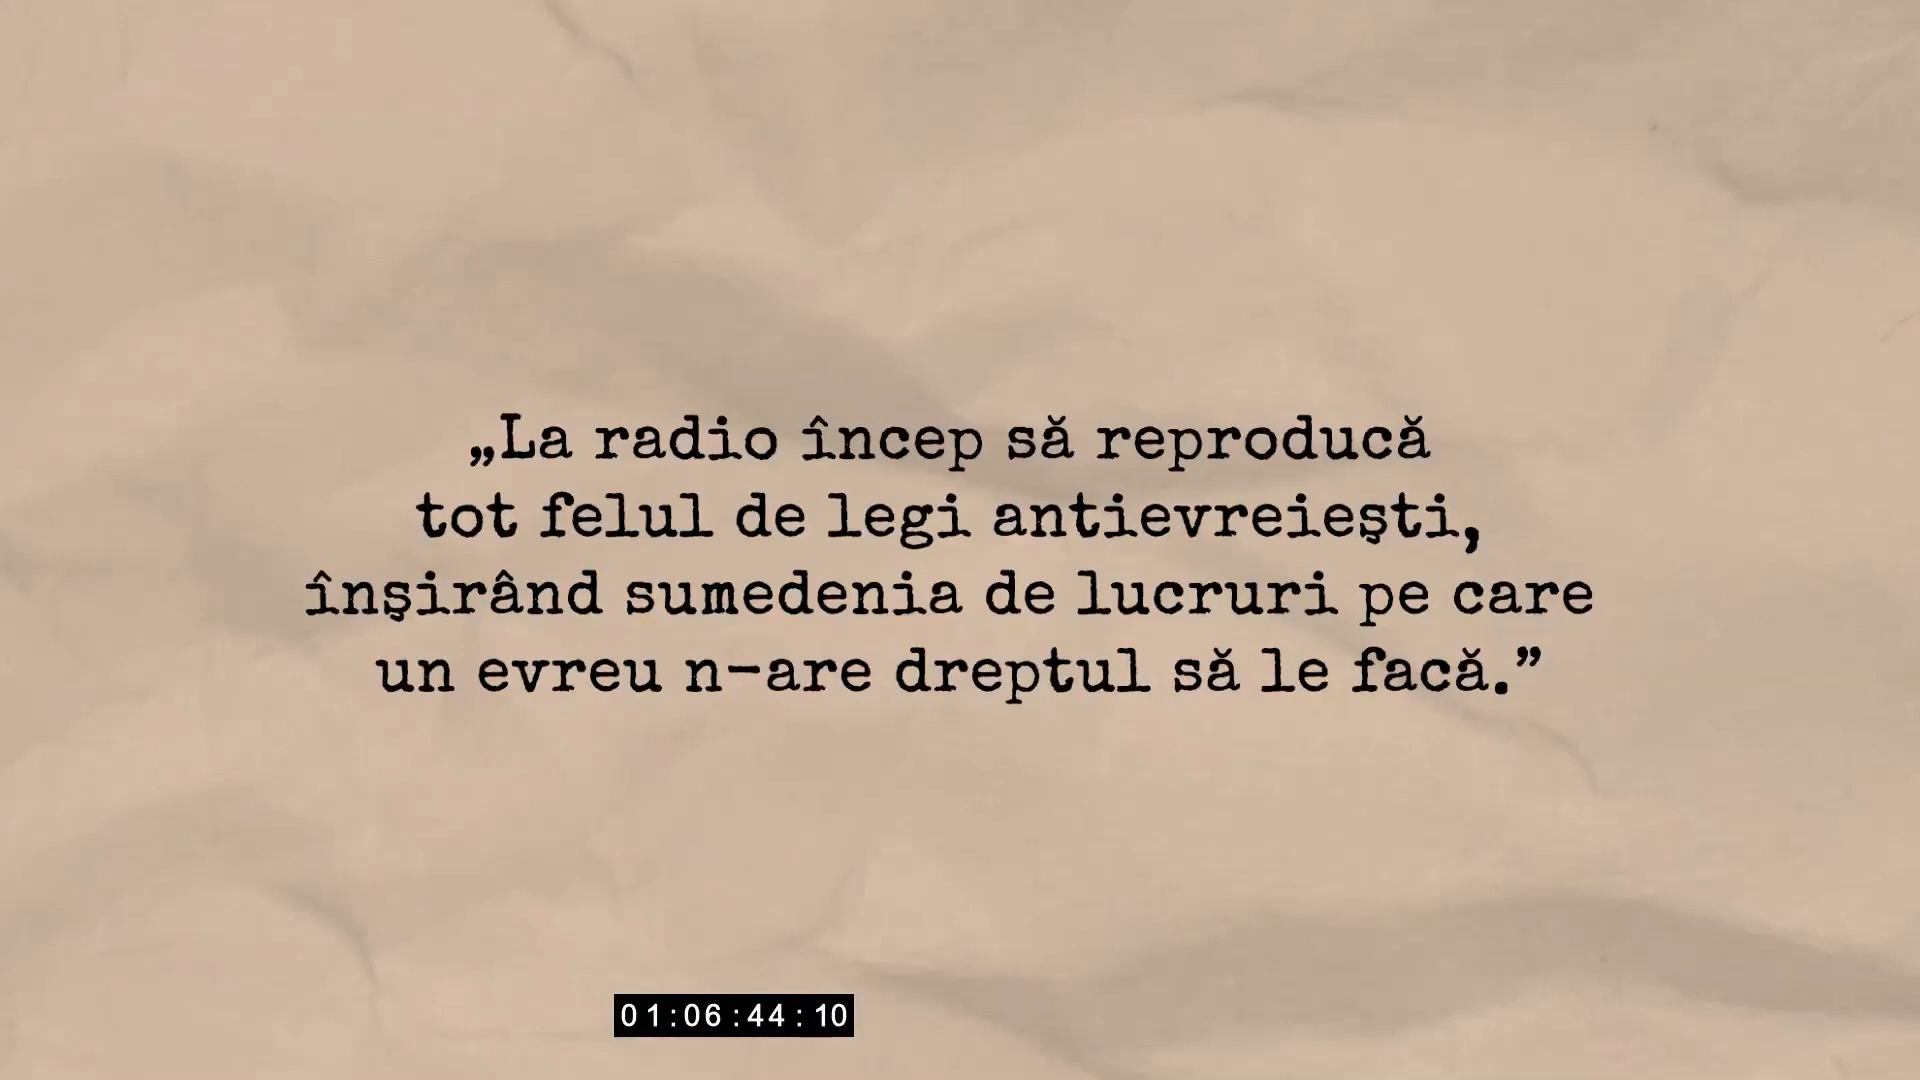 „La radio încep să reproducă
tot felul de legi antievreieşti,
înşirând sumedenia de lucruri pe care
un evreu n-are dreptul să le facă.”
01:06:44:10